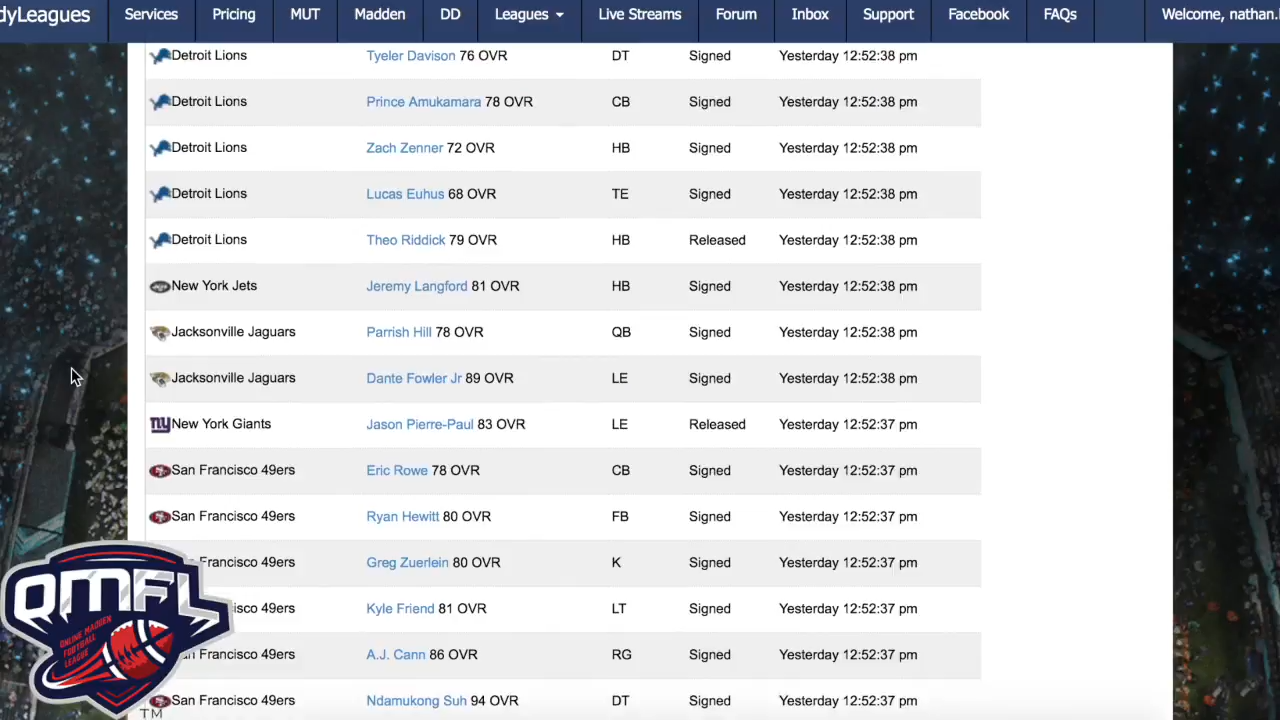 dyLeagues Services Pricing MUT Madden DD Leagues Live Streams Forum Inbox Support Facebook FAQs Welcome, nathan.
Detroit Lions Tyeler Davison 76 OVR DT Signed Yesterday 12:52:38 pm
Detroit Lions Prince Amukamara 78 OVR CB Signed Yesterday 12:52:38 pm
Detroit Lions Zach Zenner 72 OVR HB Signed Yesterday 12:52:38 pm
Detroit Lions Lucas Euhus 68 OVR TE Signed Yesterday 12:52:38 pm
Detroit Lions Theo Riddick 79 OVR HB Released Yesterday 12:52:38 pm
New York Jets Jeremy Langford 81 OVR HB Signed Yesterday 12:52:38 pm
Jacksonville Jaguars Parrish Hill 78 OVR QB Signed Yesterday 12:52:38 pm
Jacksonville Jaguars Dante Fowler Jr 89 OVR LE Signed Yesterday 12:52:38 pm
ny New York Giants Jason Pierre-Paul 83 OVR LE Released Yesterday 12:52:37 pm
San Francisco 49ers Eric Rowe 78 OVR CB Signed Yesterday 12:52:37 pm
San Francisco 49ers Ryan Hewitt 80 OVR FB Signed Yesterday 12:52:37 pm
an Francisco 49ers Greg Zuerlein 80 OVR K Signed Yesterday 12:52:37 pm
cisco 49ers Kyle Friend 81 OVR LT Signed Yesterday 12:52:37 pm
an Francisco 49ers A.J. Cann 86 OVR RG Signed Yesterday 12:52:37 pm
San Francisco 49ers Ndamukong Suh 94 OVR DT Signed Yesterday 12:52:37 pm
OMFL
ONLINE MADDEN
FOOTBALL
LEAGUE
TM